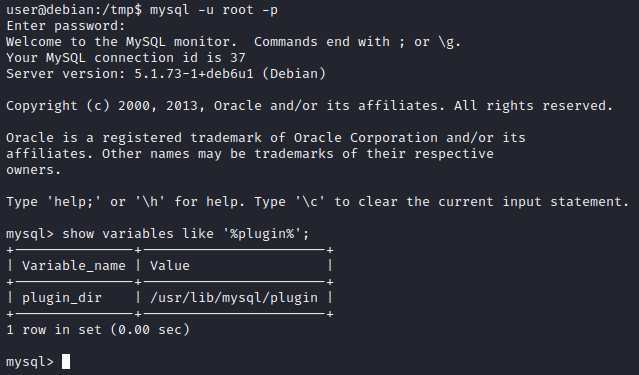 user@debian:/tmp$ mysql -u root -p
Enter password:
Welcome to the MySQL monitor.  Commands end with ; or \g.
Your MySQL connection id is 37
Server version: 5.1.73-1+deb6u1 (Debian)
Copyright (c) 2000, 2013, Oracle and/or its affiliates. All rights reserved.
Oracle is a registered trademark of Oracle Corporation and/or its
affiliates. Other names may be trademarks of their respective
owners.
Type 'help;' or '\h' for help. Type '\c' to clear the current input statement.
mysql> show variables like '%plugin%';
+---------------+-----------------------+
| Variable_name | Value                 |
+---------------+-----------------------+
| plugin_dir    | /usr/lib/mysql/plugin |
+---------------+-----------------------+
1 row in set (0.00 sec)
mysql>